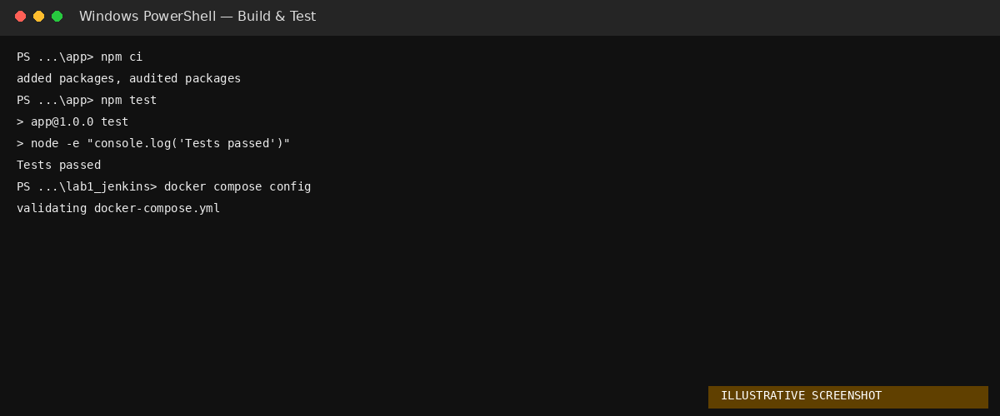 Windows PowerShell — Build & Test
PS ...\app> npm ci
added packages, audited packages
PS ...\app> npm test
> app@1.0.0 test
> node -e "console.log('Tests passed')"
Tests passed
PS ...\lab1_jenkins> docker compose config
validating docker-compose.yml
ILLUSTRATIVE SCREENSHOT